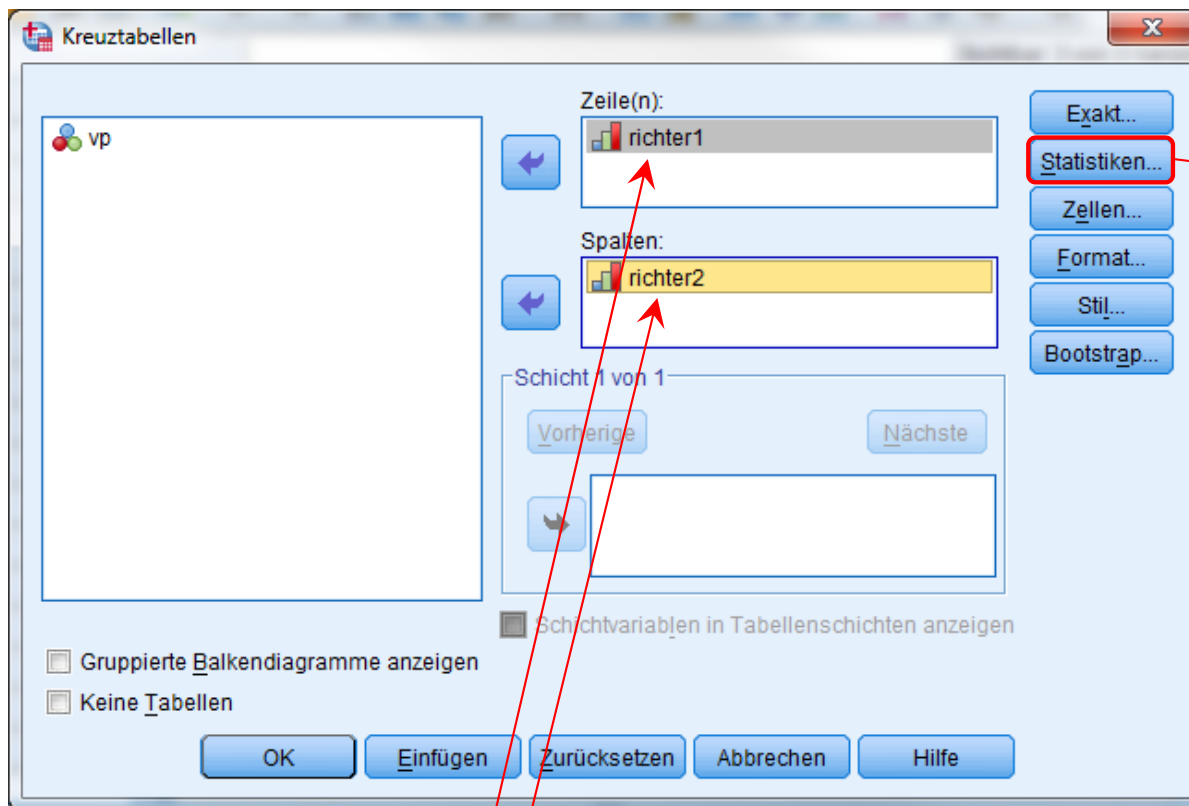 Kreuztabellen
vp
Zeile(n):
richter1
Spalten:
richter2
Schicht 1 von 1
Vorherige
Nächste
Schichtvariablen in Tabellenschichten anzeigen
Gruppierte Balkendiagramme anzeigen
Keine Tabellen
Exakt...
Statistiken...
Zellen...
Format...
Stil...
Bootstrap...
OK
Einfügen
Zurücksetzen
Abbrechen
Hilfe